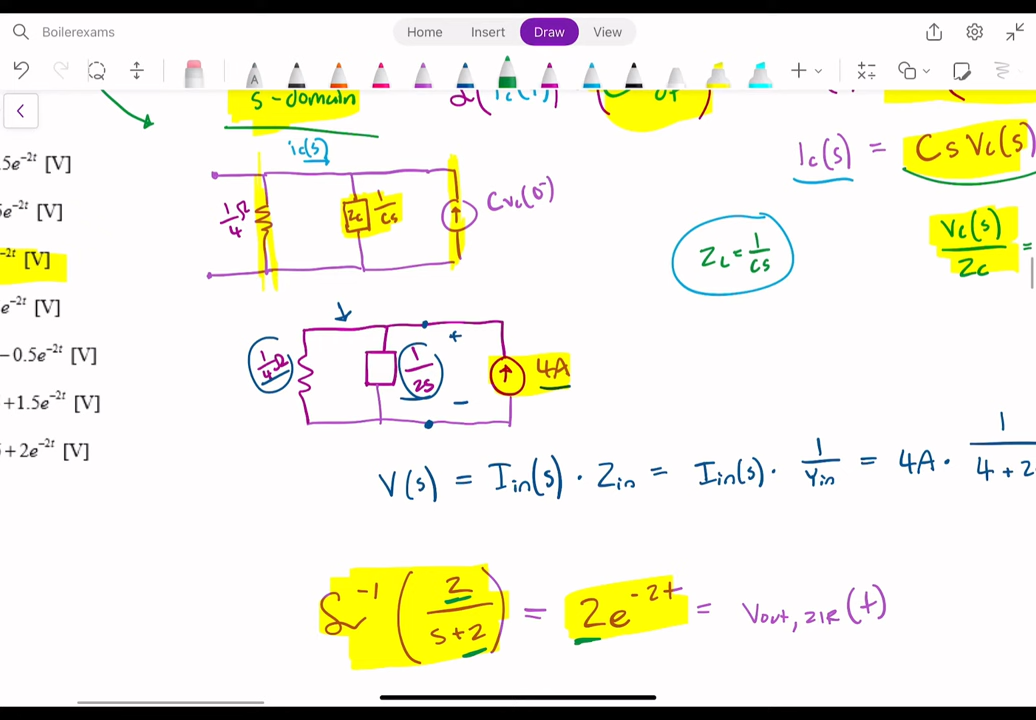 Boilerexams
Home Insert Draw View
A
s-domain
5e^{-2t} [V]
e^{-2t} [V]
-2t [V]
e^{-2t} [V]
-0.5e^{-2t} [V]
+1.5e^{-2t} [V]
+2e^{-2t} [V]
ic(s)
1/4 Ω
Zc 1/Cs
Cvc(0-)
Ic(s) = CsVc(s)
Zc = 1/Cs
Vc(s)/Zc =
1/4 Ω
1/2s
+
4A
-
V(s) = Iin(s) · Zin = Iin(s) · 1/Yin = 4A · 1/4+2
ℒ^{-1} (2/s+2) = 2e^{-2t} = Vout, ZIR (t)